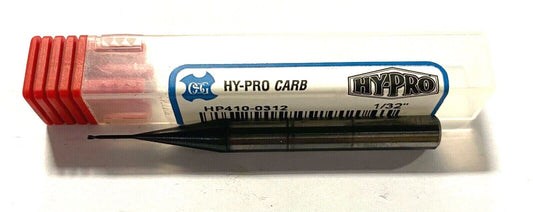 OSG HY-PRO CARB
HY-PRO
HP410-0312
1/32"